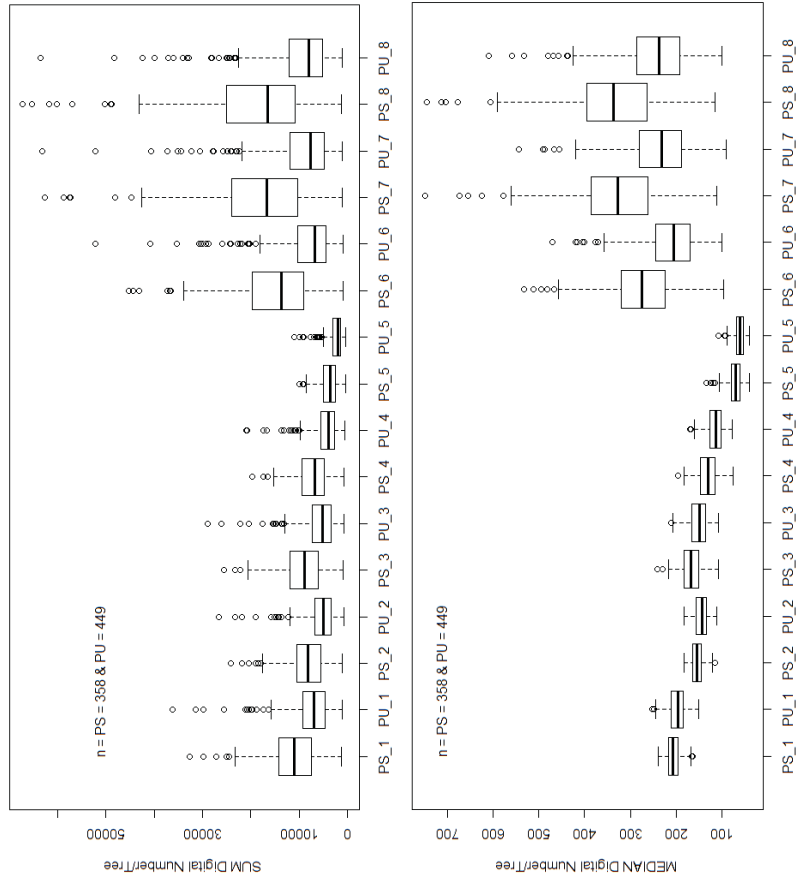 SUM Digital Number/Tree
0
10000
30000
50000
n = PS = 358 & PU = 449
PS_1 PU_1 PS_2 PU_2 PS_3 PU_3 PS_4 PU_4 PS_5 PU_5 PS_6 PU_6 PS_7 PU_7 PS_8 PU_8
MEDIAN Digital Number/Tree
100
200
300
400
500
600
700
n = PS = 358 & PU = 449
PS_1 PU_1 PS_2 PU_2 PS_3 PU_3 PS_4 PU_4 PS_5 PU_5 PS_6 PU_6 PS_7 PU_7 PS_8 PU_8